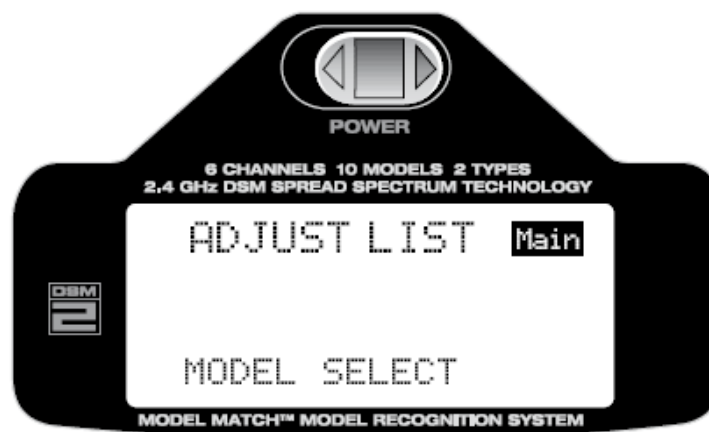 POWER
6 CHANNELS 10 MODELS 2 TYPES
2.4 GHz DSM SPREAD SPECTRUM TECHNOLOGY
ADJUST LIST Main
DSM
2
MODEL SELECT
MODEL MATCH™ MODEL RECOGNITION SYSTEM